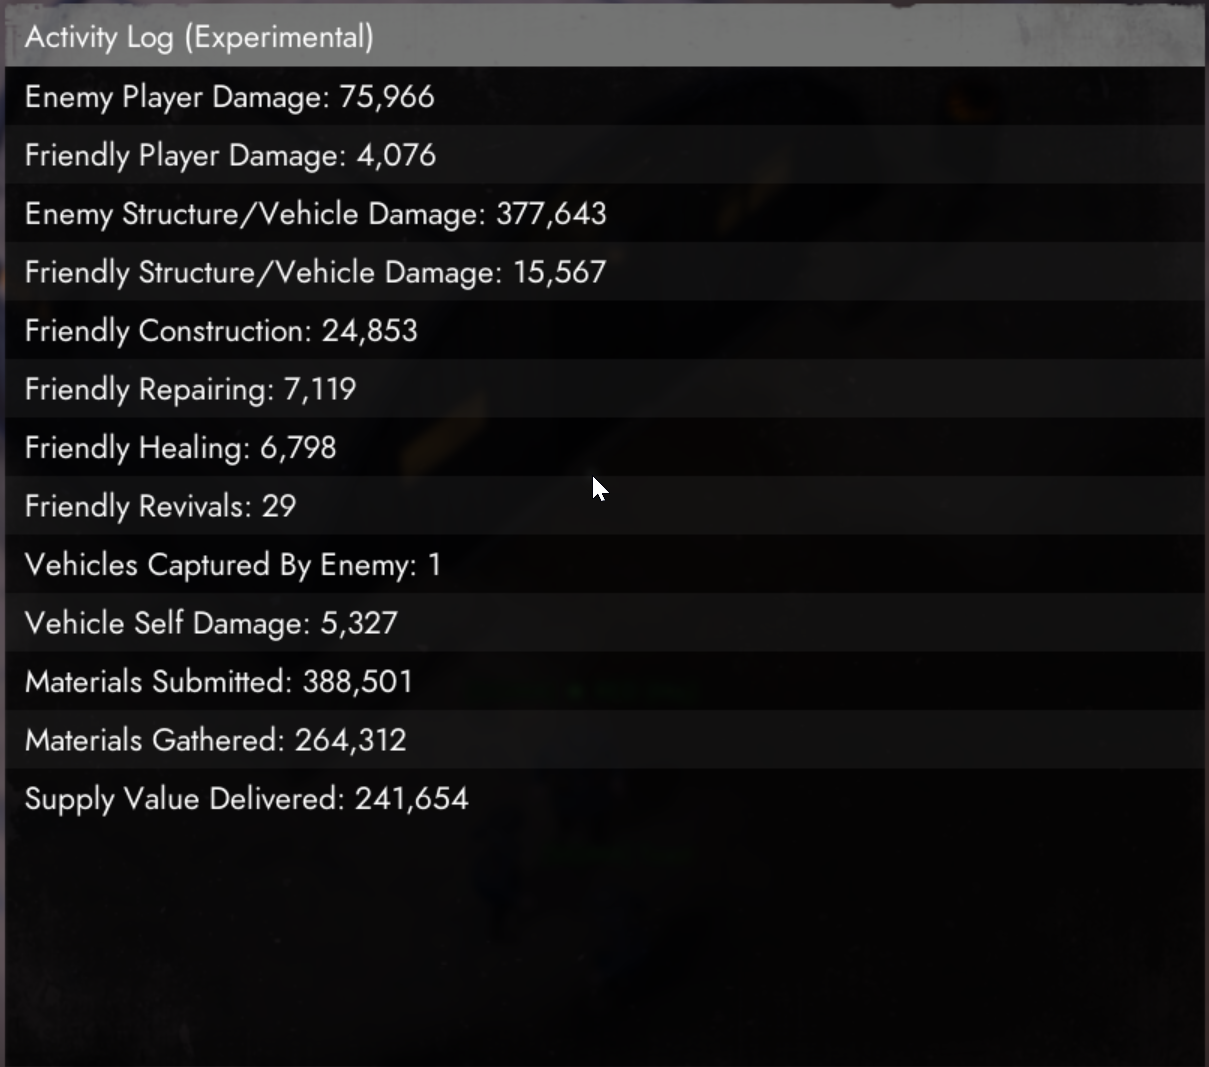 Activity Log (Experimental)
Enemy Player Damage: 75,966
Friendly Player Damage: 4,076
Enemy Structure/Vehicle Damage: 377,643
Friendly Structure/Vehicle Damage: 15,567
Friendly Construction: 24,853
Friendly Repairing: 7,119
Friendly Healing: 6,798
Friendly Revivals: 29
Vehicles Captured By Enemy: 1
Vehicle Self Damage: 5,327
Materials Submitted: 388,501
Materials Gathered: 264,312
Supply Value Delivered: 241,654